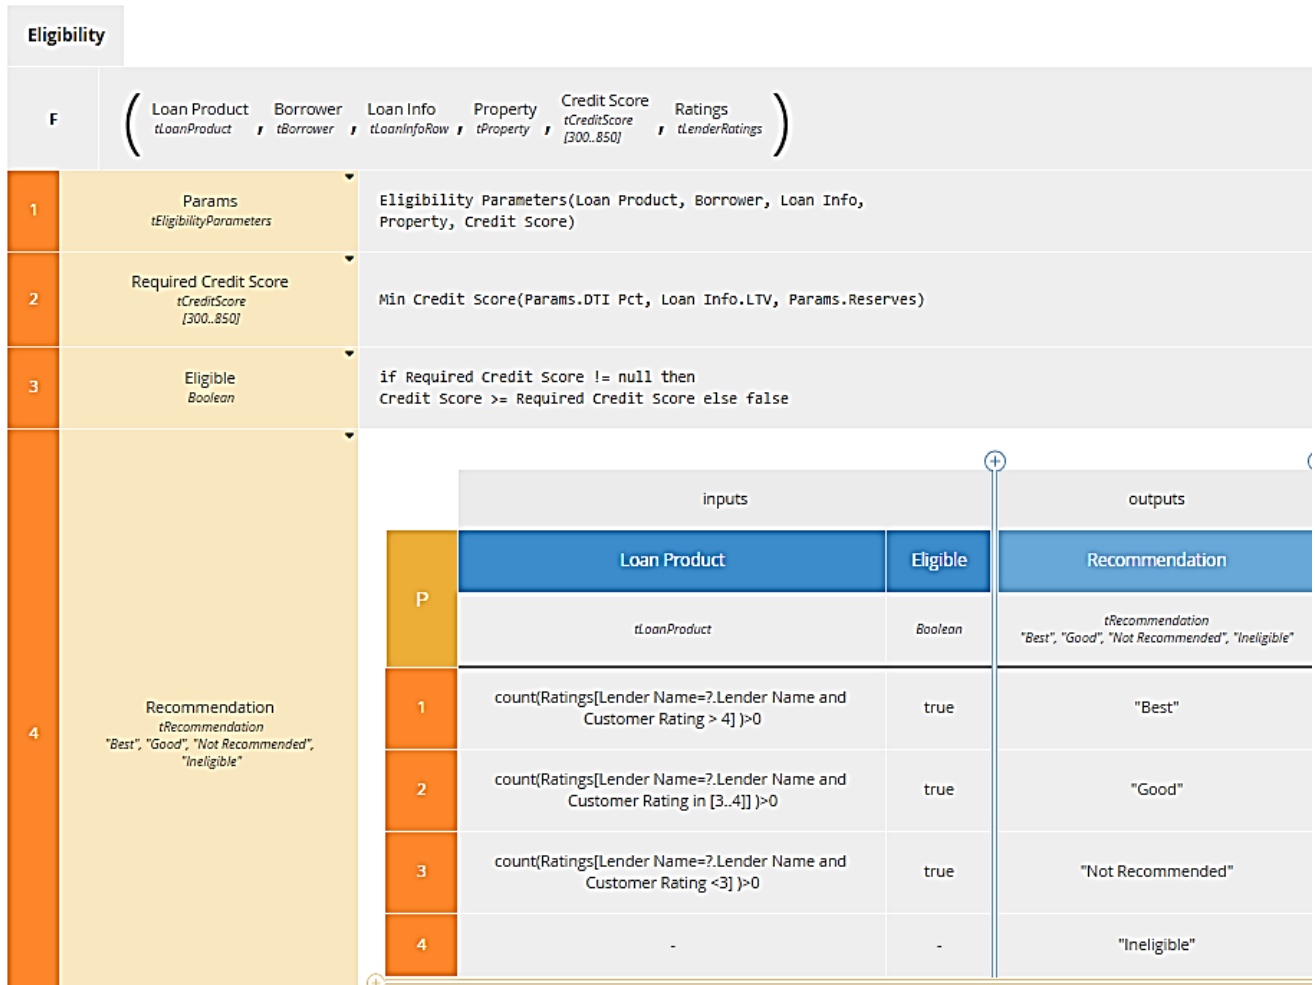 Eligibility
F
( Loan Product , Borrower , Loan Info , Property , Credit Score , Ratings )
tLoanProduct tBorrower tLoanInfoRow tProperty tCreditScore tLenderRatings
[300..850]
1
Params
tEligibilityParameters
Eligibility Parameters(Loan Product, Borrower, Loan Info,
Property, Credit Score)
2
Required Credit Score
tCreditScore
[300..850]
Min Credit Score(Params.DTI Pct, Loan Info.LTV, Params.Reserves)
3
Eligible
Boolean
if Required Credit Score != null then
Credit Score >= Required Credit Score else false
4
Recommendation
tRecommendation
"Best", "Good", "Not Recommended",
"Ineligible"
inputs
outputs
P
Loan Product
Eligible
Recommendation
tLoanProduct
Boolean
tRecommendation
"Best", "Good", "Not Recommended", "Ineligible"
1
count(Ratings[Lender Name=?.Lender Name and
Customer Rating > 4] )>0
true
"Best"
2
count(Ratings[Lender Name=?.Lender Name and
Customer Rating in [3..4]] )>0
true
"Good"
3
count(Ratings[Lender Name=?.Lender Name and
Customer Rating <3] )>0
true
"Not Recommended"
4
-
-
"Ineligible"